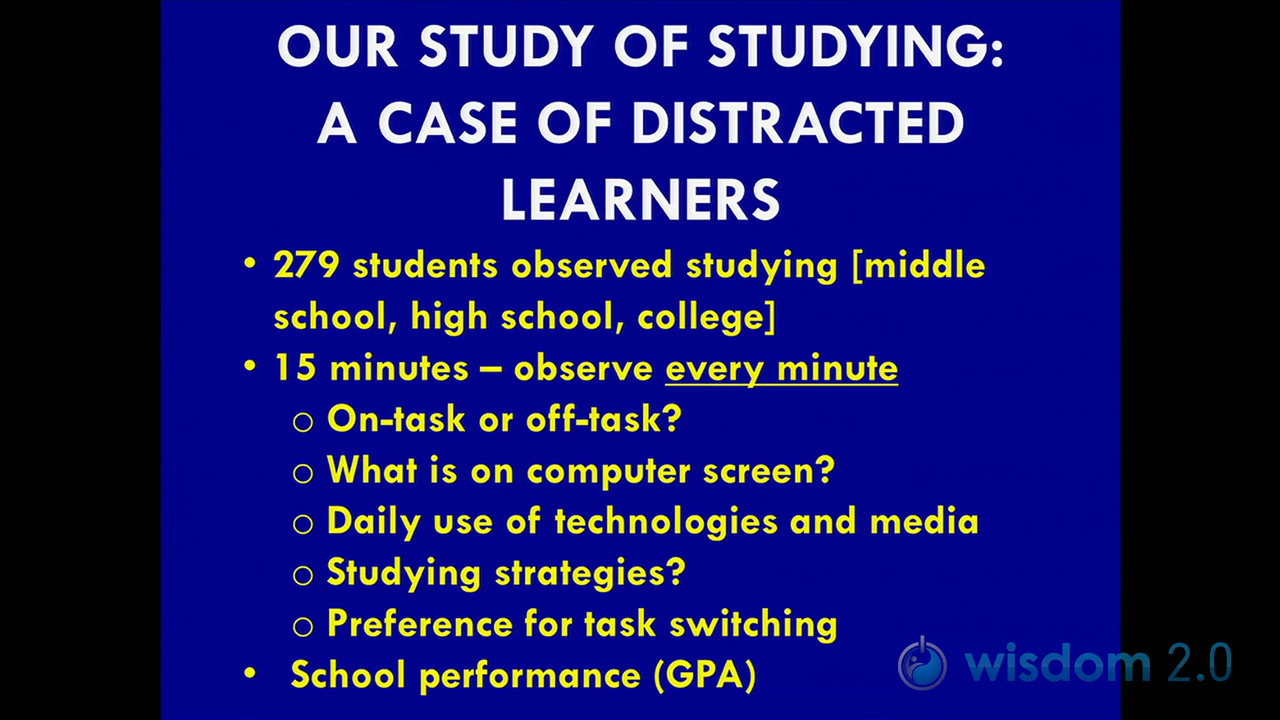 OUR STUDY OF STUDYING:
A CASE OF DISTRACTED
LEARNERS
• 279 students observed studying [middle
school, high school, college]
• 15 minutes – observe every minute
○ On-task or off-task?
○ What is on computer screen?
○ Daily use of technologies and media
○ Studying strategies?
○ Preference for task switching
• School performance (GPA)
wisdom 2.0